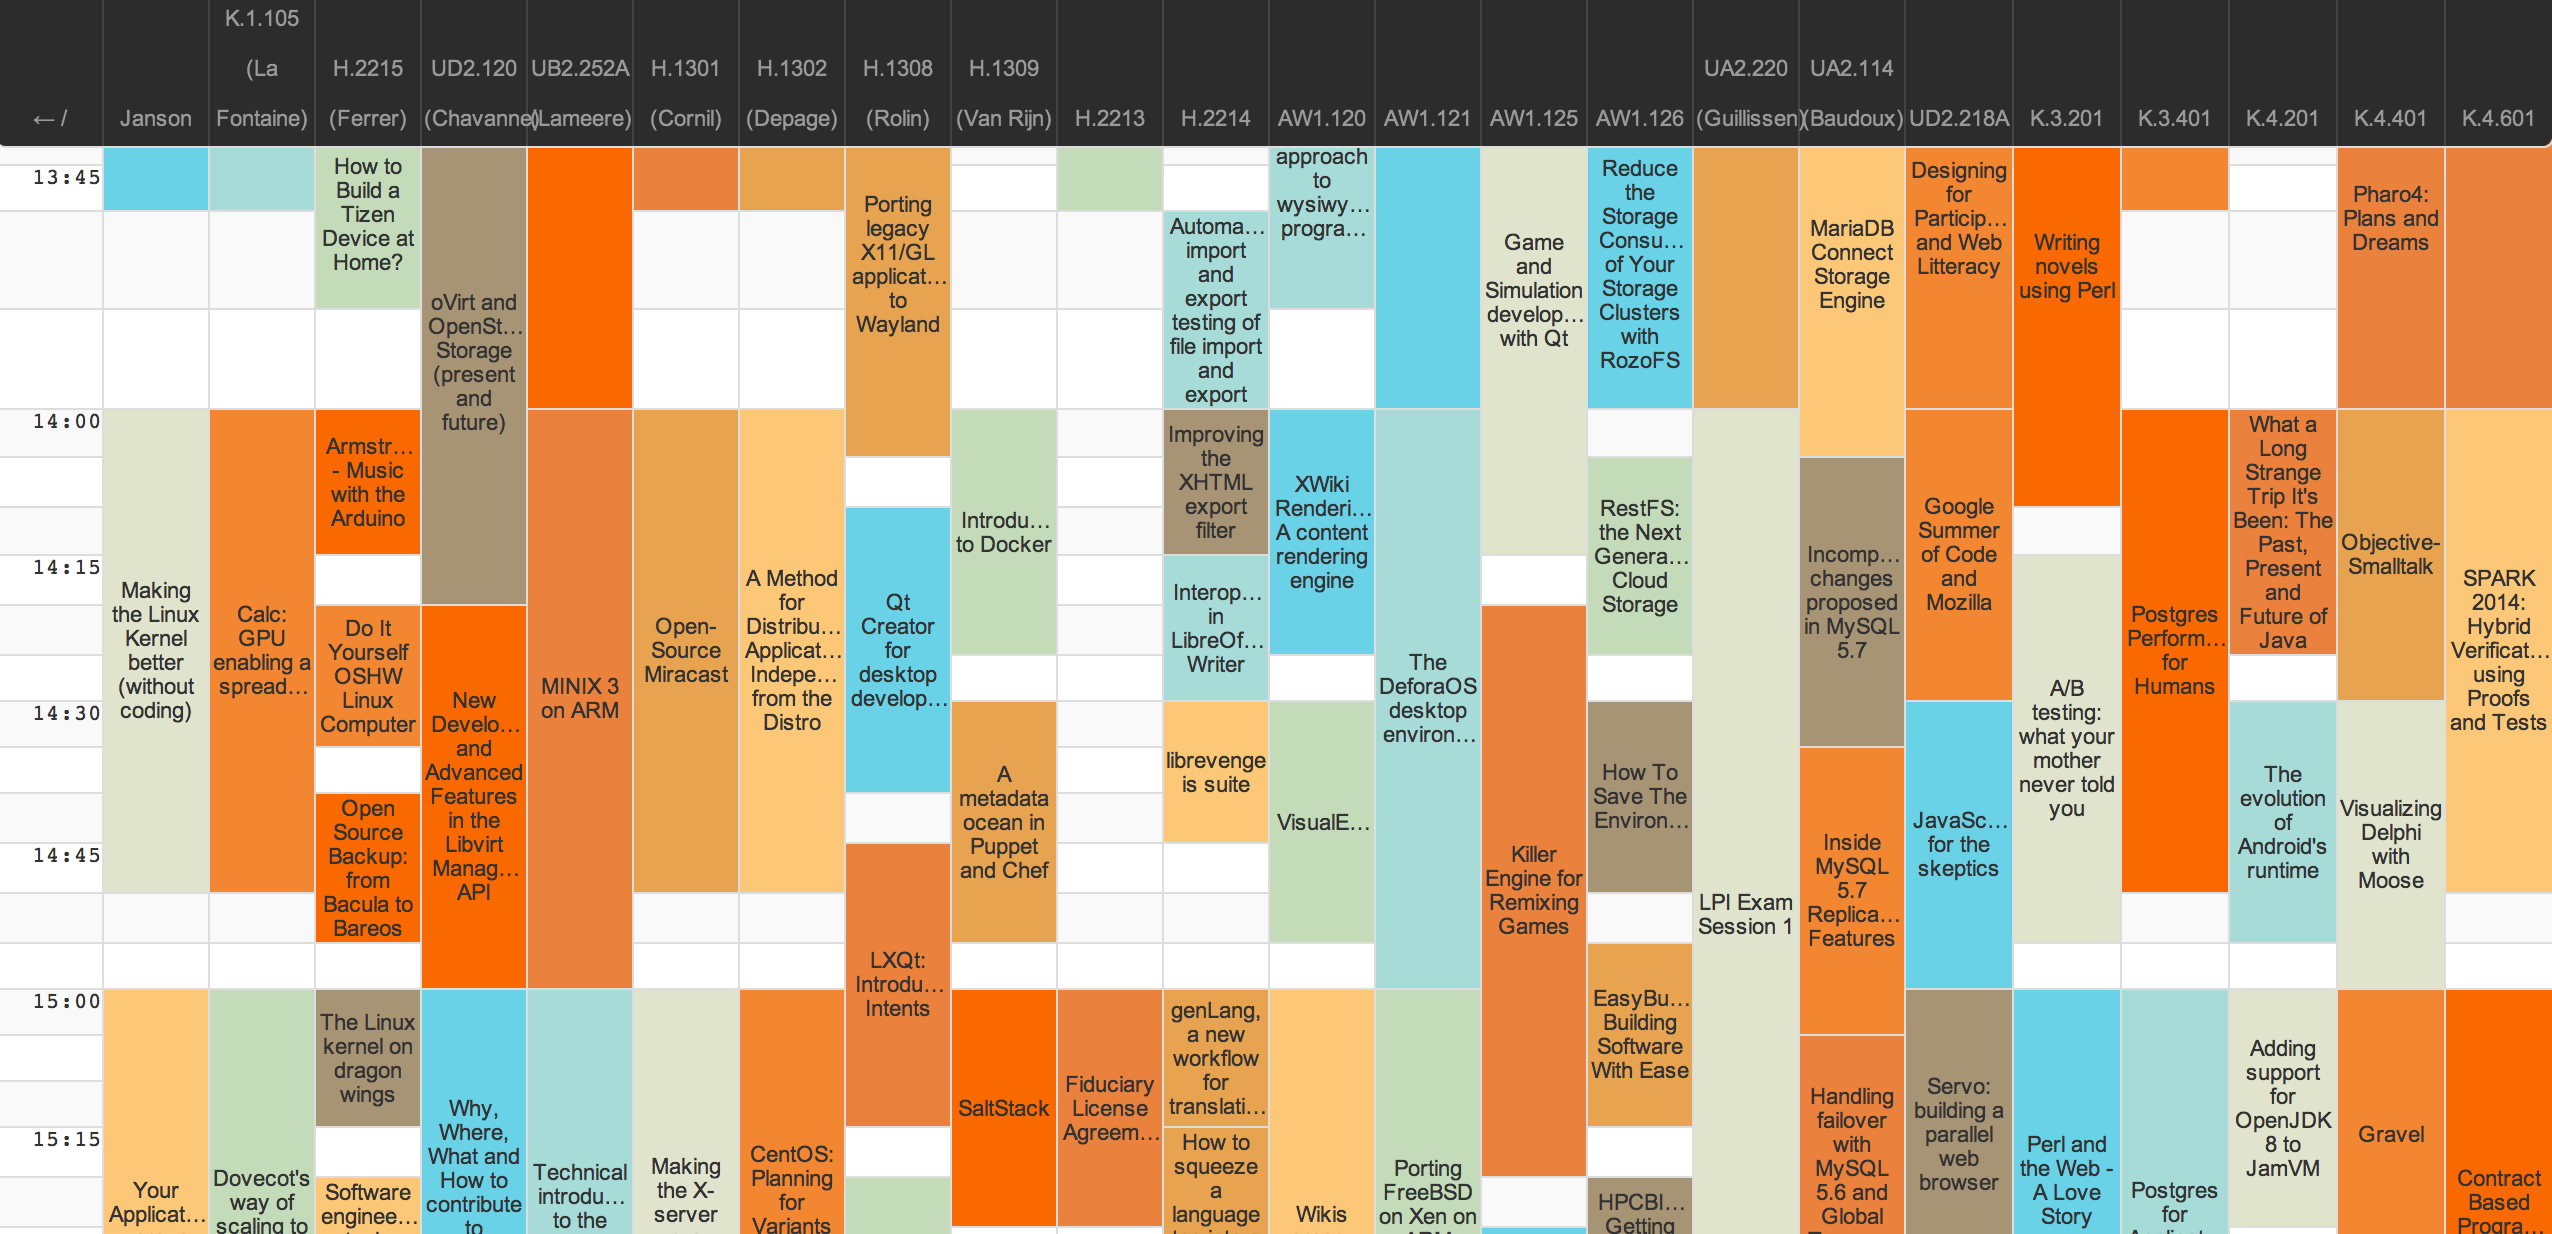 K.1.105
(La
H.2215
UD2.120
UB2.252A
H.1301
H.1302
H.1308
H.1309
UA2.220
UA2.114
←/
Janson
Fontaine)
(Ferrer)
(Chavanne)
(Lameere)
(Cornil)
(Depage)
(Rolin)
(Van Rijn)
H.2213
H.2214
AW1.120
AW1.121
AW1.125
AW1.126
(Guillissen)
(Baudoux)
UD2.218A
K.3.201
K.3.401
K.4.201
K.4.401
K.4.601
13:45
14:00
14:15
14:30
14:45
15:00
15:15
Making
the Linux
Kernel
better
(without
coding)
Your
Applicat…
Calc:
GPU
enabling a
spread…
Dovecot's
way of
scaling to
How to
Build a
Tizen
Device at
Home?
Armstr…
- Music
with the
Arduino
Do It
Yourself
OSHW
Linux
Computer
Open
Source
Backup:
from
Bacula to
Bareos
The Linux
kernel on
dragon
wings
Software
enginee…
oVirt and
OpenSt…
Storage
(present
and
future)
New
Develo…
and
Advanced
Features
in the
Libvirt
Manag…
API
Why,
Where,
What and
How to
contribute
to
MINIX 3
on ARM
Technical
introdu…
to the
Open-
Source
Miracast
Making
the X-
server
A Method
for
Distribu…
Applicat…
Indepe…
from the
Distro
CentOS:
Planning
for
Variants
Porting
legacy
X11/GL
applicat…
to
Wayland
Qt
Creator
for
desktop
develop…
LXQt:
Introdu…
Intents
Introdu…
to Docker
A
metadata
ocean in
Puppet
and Chef
SaltStack
Fiduciary
License
Agreem…
Automa…
import
and
export
testing of
file import
and
export
Improving
the
XHTML
export
filter
Interop…
in
LibreOf…
Writer
librevenge
is suite
genLang,
a new
workflow
for
translati…
How to
squeeze
a
language
approach
to
wysiwy…
progra…
XWiki
Renderi…
A content
rendering
engine
VisualE…
Wikis
The
DeforaOS
desktop
environ…
Porting
FreeBSD
on Xen on
ARM
Game
and
Simulation
develop…
with Qt
Killer
Engine for
Remixing
Games
Reduce
the
Storage
Consu…
of Your
Storage
Clusters
with
RozoFS
RestFS:
the Next
Genera…
Cloud
Storage
How To
Save The
Environ…
EasyBu…
Building
Software
With Ease
HPCBI…
Getting
LPI Exam
Session 1
MariaDB
Connect
Storage
Engine
Incomp…
changes
proposed
in MySQL
5.7
Inside
MySQL
5.7
Replica…
Features
Handling
failover
with
MySQL
5.6 and
Global
Designing
for
Particip…
and Web
Litteracy
Google
Summer
of Code
and
Mozilla
JavaSc…
for the
skeptics
Servo:
building a
parallel
web
browser
Writing
novels
using Perl
A/B
testing:
what your
mother
never told
you
Perl and
the Web -
A Love
Story
Postgres
Perform…
for
Humans
Postgres
for
What a
Long
Strange
Trip It's
Been: The
Past,
Present
and
Future of
Java
The
evolution
of
Android's
runtime
Adding
support
for
OpenJDK
8 to
JamVM
Pharo4:
Plans and
Dreams
Objective-
Smalltalk
Visualizing
Delphi
with
Moose
Gravel
SPARK
2014:
Hybrid
Verificat…
using
Proofs
and Tests
Contract
Based
Progra…